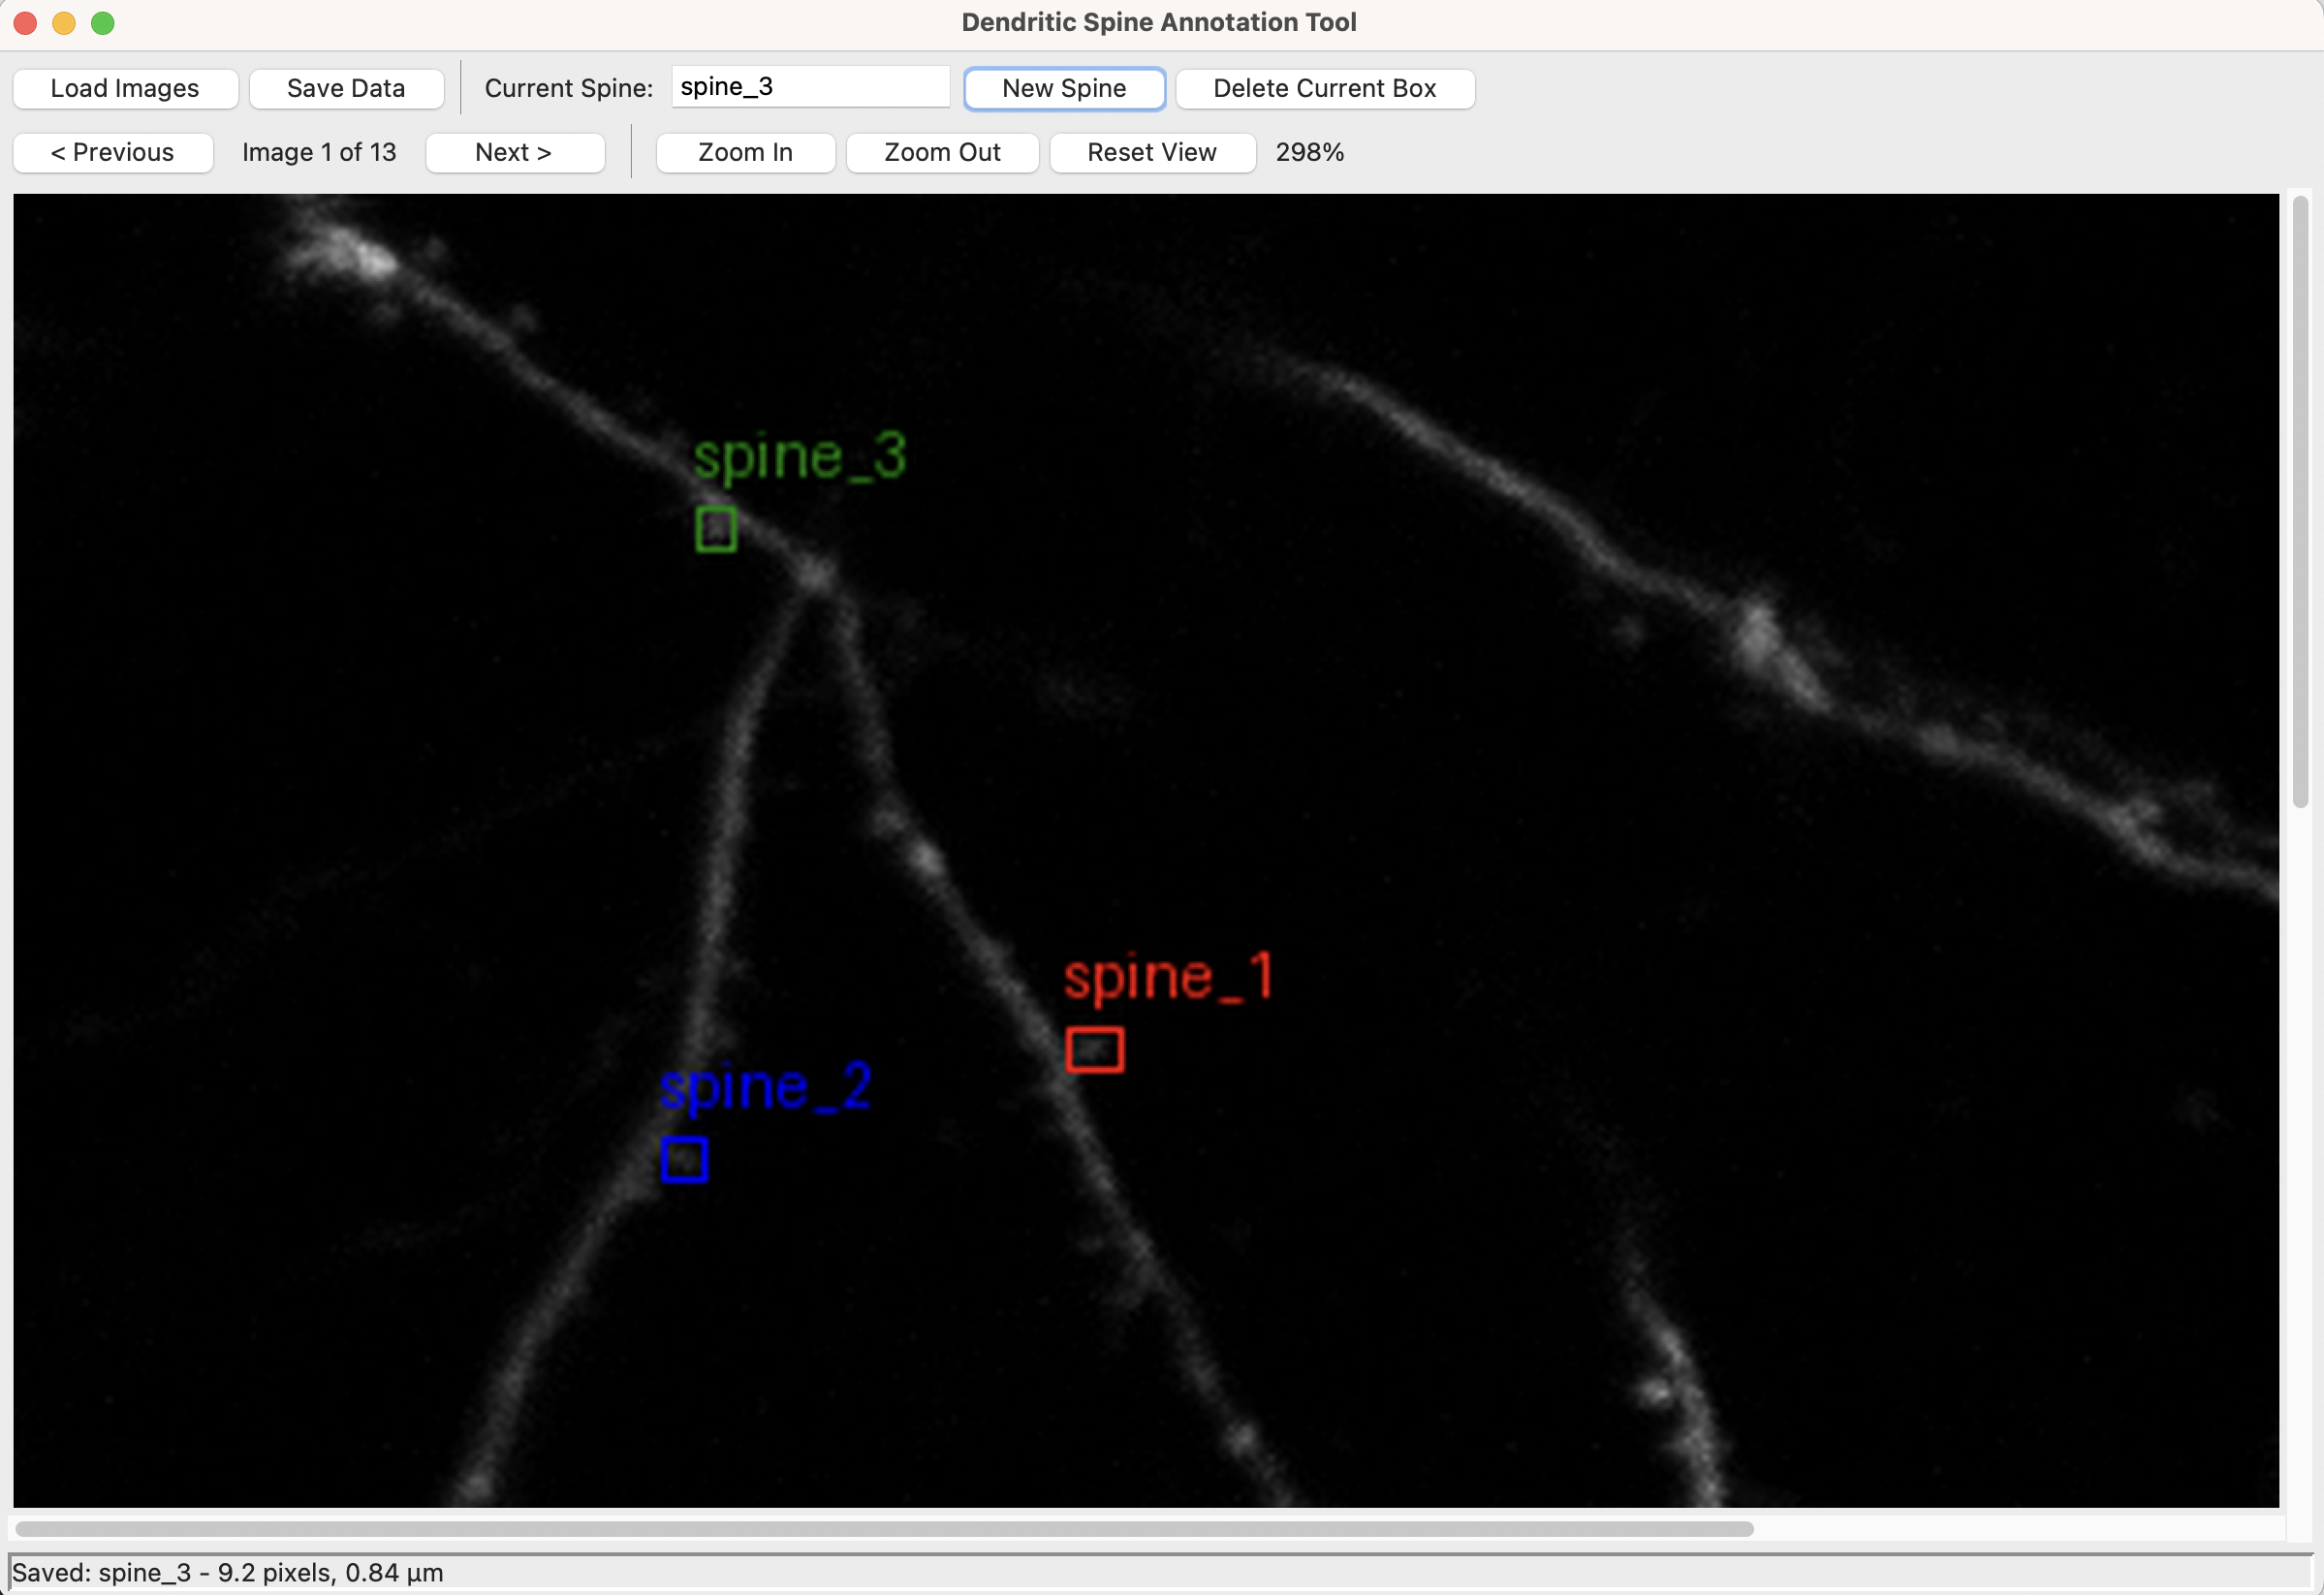 Dendritic Spine Annotation Tool
Load Images Save Data Current Spine: spine_3 New Spine Delete Current Box
< Previous Image 1 of 13 Next > Zoom In Zoom Out Reset View 298%
spine_3
spine_1
spine_2
Saved: spine_3 - 9.2 pixels, 0.84 μm